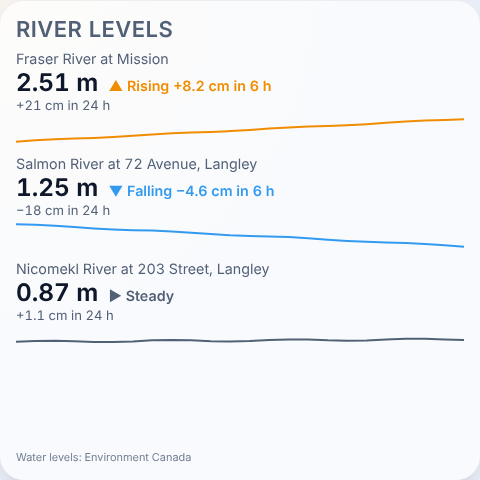 RIVER LEVELS
Fraser River at Mission
2.51 m ▲ Rising +8.2 cm in 6 h
+21 cm in 24 h
Salmon River at 72 Avenue, Langley
1.25 m ▼ Falling −4.6 cm in 6 h
−18 cm in 24 h
Nicomekl River at 203 Street, Langley
0.87 m ▶ Steady
+1.1 cm in 24 h
Water levels: Environment Canada